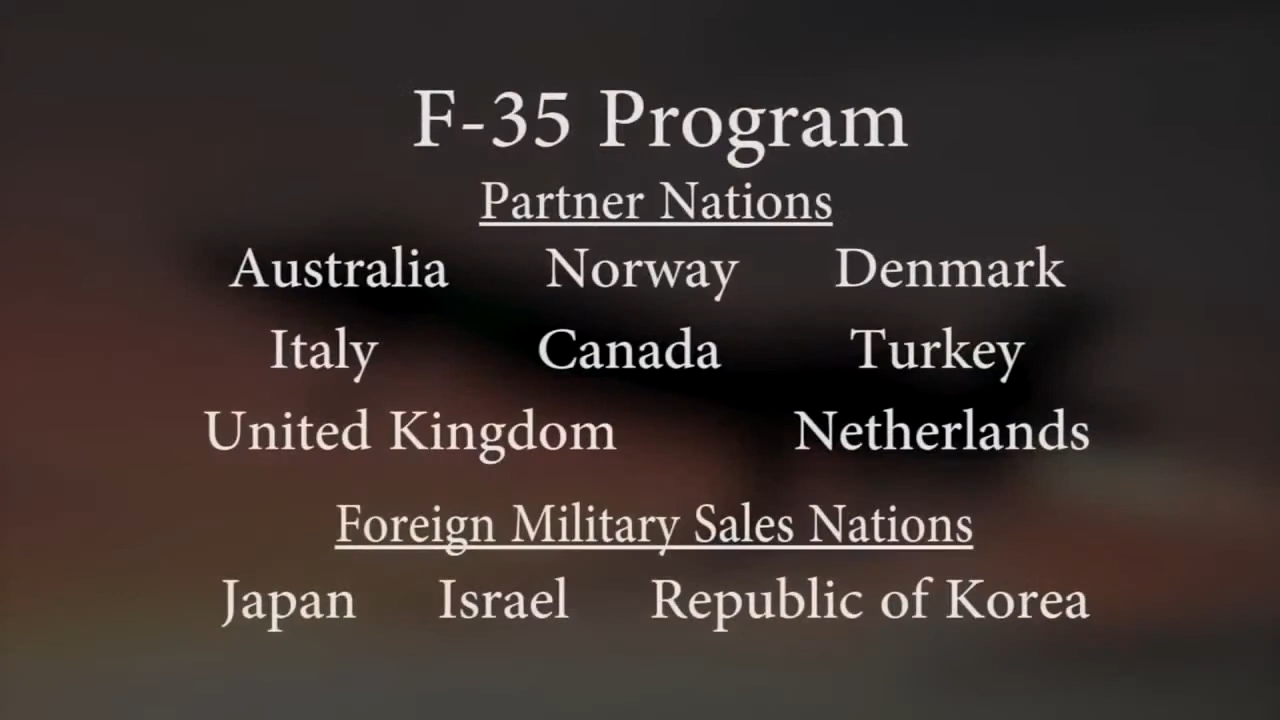 F-35 Program
Partner Nations
Australia Norway Denmark
Italy Canada Turkey
United Kingdom Netherlands
Foreign Military Sales Nations
Japan Israel Republic of Korea